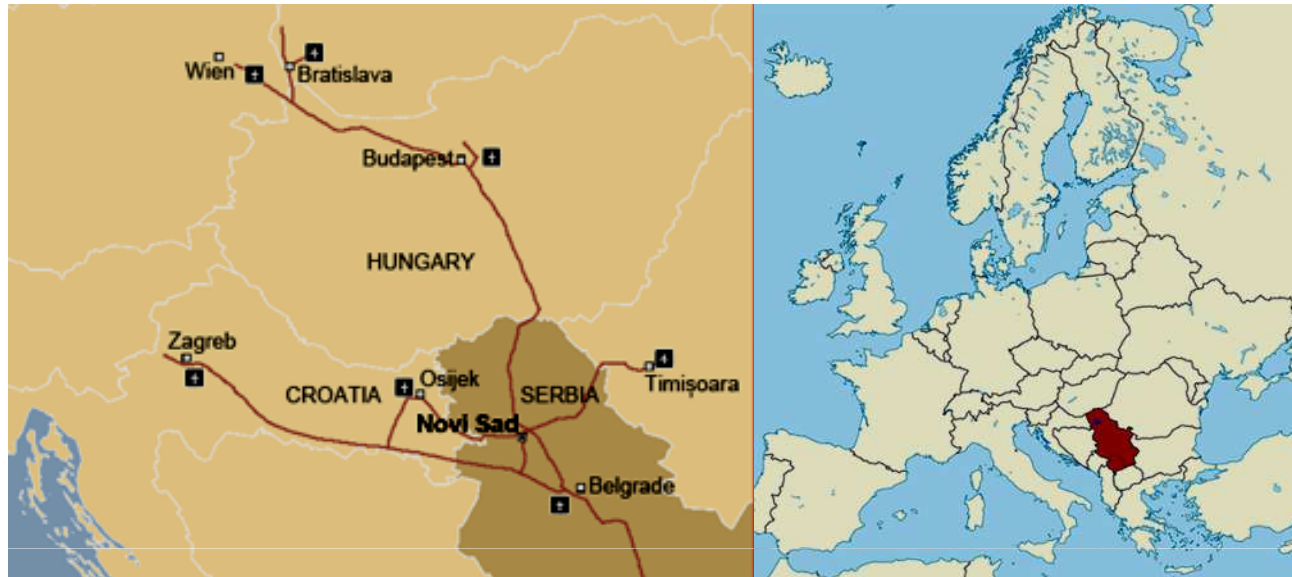 Wien
Bratislava
Budapest
HUNGARY
Zagreb
CROATIA
Osijek
SERBIA
Timișoara
Novi Sad
Belgrade